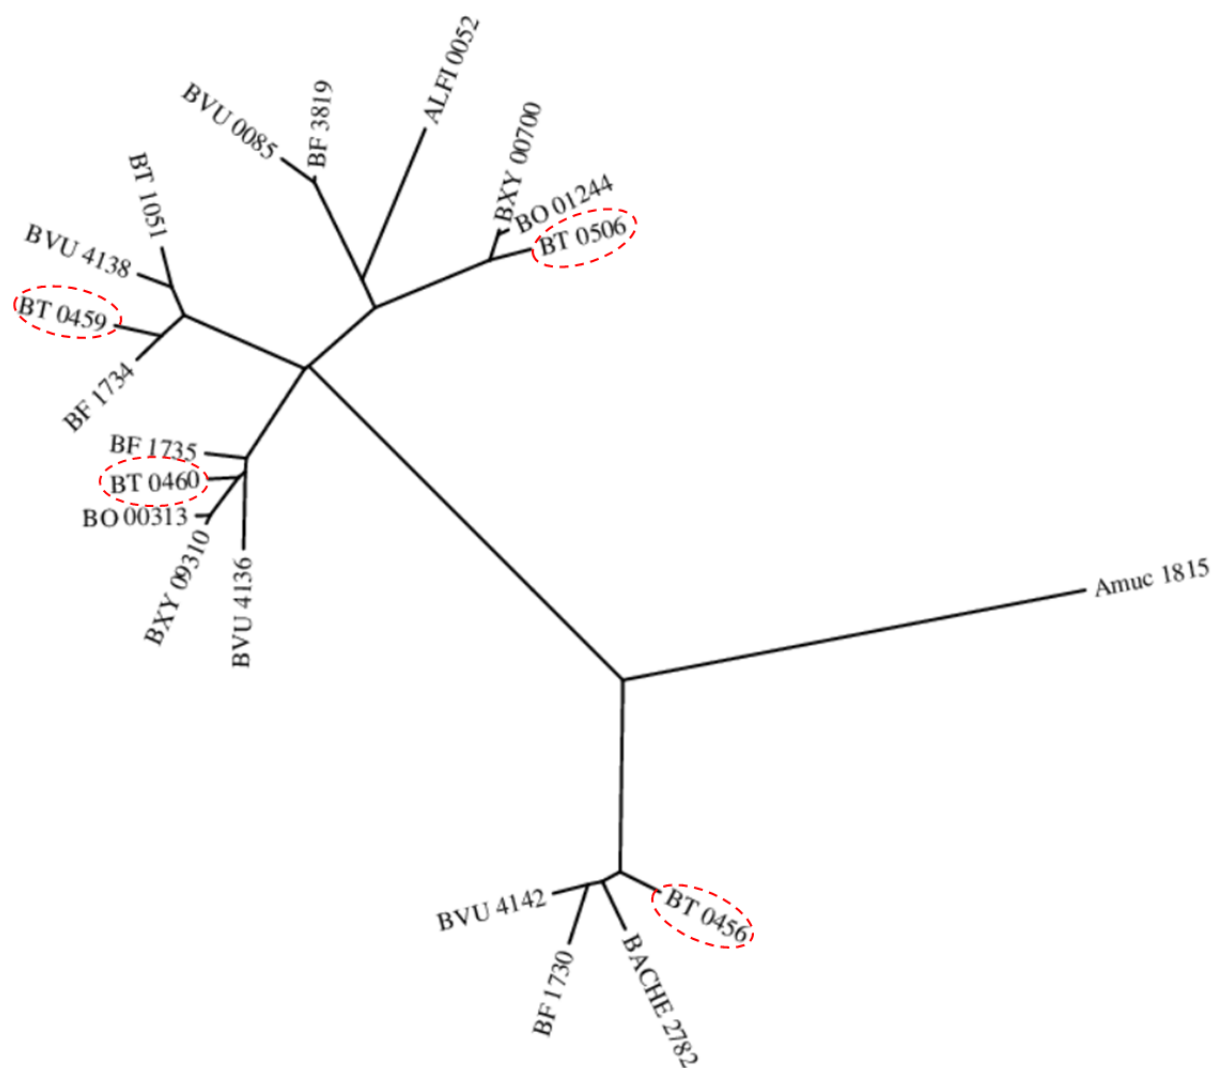 ALFI 0052
BVU 0085
BF 3819
BXY 00700
BO 01244
BT 0506
BT 1051
BVU 4138
BT 0459
BF 1734
BF 1735
BT 0460
BO 00313
BXY 09310
BVU 4136
Amuc 1815
BVU 4142
BT 0456
BF 1730
BACHE 2782